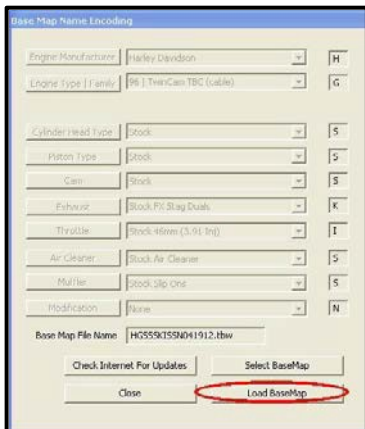 Base Map Name Encoding
Engine Manufacturer Harley Davidson H
Engine Type | Family 96 | TwinCam TBC (cable) G
Cylinder Head Type Stock S
Piston Type Stock S
Cam Stock S
Exhaust Stock FX Stag Duals K
Throttle Stock 46mm (3.91 In)) I
Air Cleaner Stock Air Cleaner S
Muffler Stock Slip Ons S
Modification None N
Base Map File Name HGSSSKISSN041912.tbw
Check Internet For Updates Select BaseMap
Close Load BaseMap